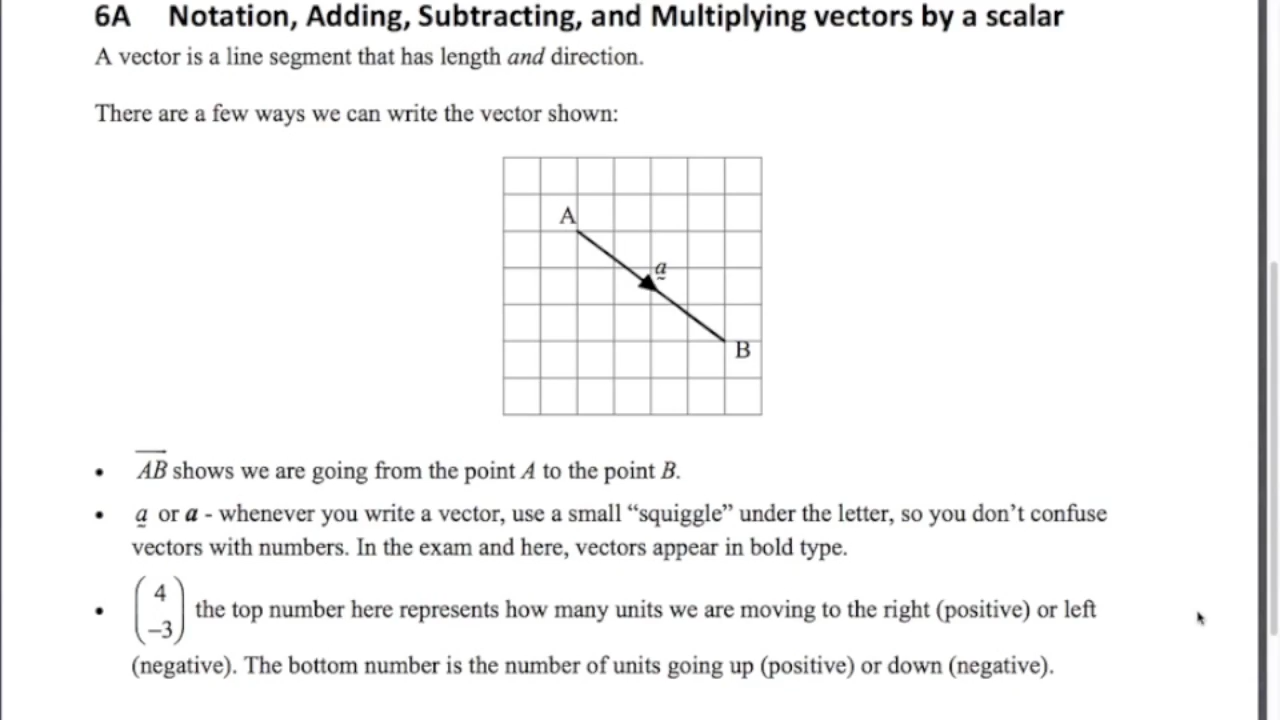 6A Notation, Adding, Subtracting, and Multiplying vectors by a scalar
A vector is a line segment that has length and direction.
There are a few ways we can write the vector shown:
A
a
B
• AB shows we are going from the point A to the point B.
• a or a - whenever you write a vector, use a small “squiggle” under the letter, so you don’t confuse
vectors with numbers. In the exam and here, vectors appear in bold type.
• (4 −3) the top number here represents how many units we are moving to the right (positive) or left
(negative). The bottom number is the number of units going up (positive) or down (negative).